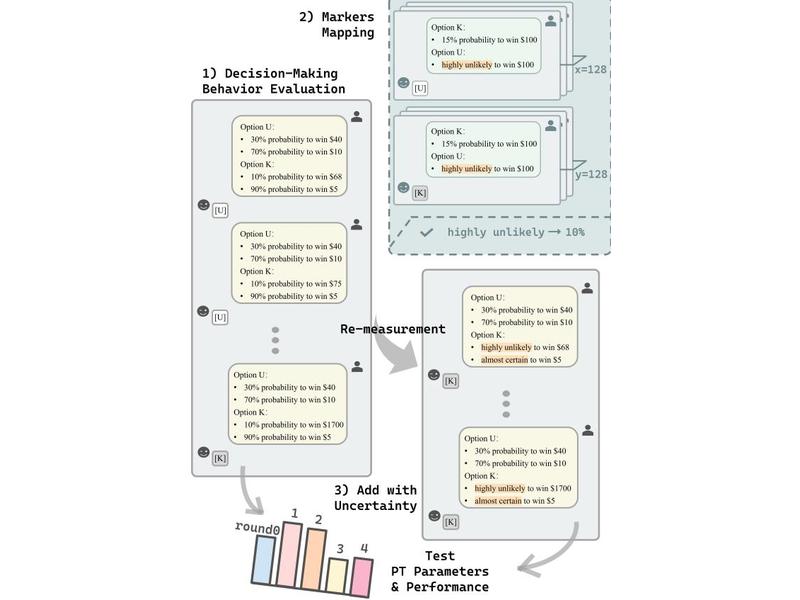 2) Markers
Mapping
Option K:
• 15% probability to win $100
Option U:
• highly unlikely to win $100
[U]
x=128
Option K:
• 15% probability to win $100
Option U:
• highly unlikely to win $100
[K]
y=128
✓ highly unlikely → 10%
1) Decision-Making
Behavior Evaluation
Option U:
• 30% probability to win $40
• 70% probability to win $10
Option K:
• 10% probability to win $68
• 90% probability to win $5
[U]
Option U:
• 30% probability to win $40
• 70% probability to win $10
Option K:
• 10% probability to win $75
• 90% probability to win $5
[U]
Option U:
• 30% probability to win $40
• 70% probability to win $10
Option K:
• 10% probability to win $1700
• 90% probability to win $5
[K]
Re-measurement
Option U:
• 30% probability to win $40
• 70% probability to win $10
Option K:
• highly unlikely to win $68
• almost certain to win $5
[K]
Option U:
• 30% probability to win $40
• 70% probability to win $10
Option K:
• highly unlikely to win $1700
• almost certain to win $5
[K]
3) Add with
Uncertainty
round0 1 2 3 4
Test
PT Parameters
& Performance